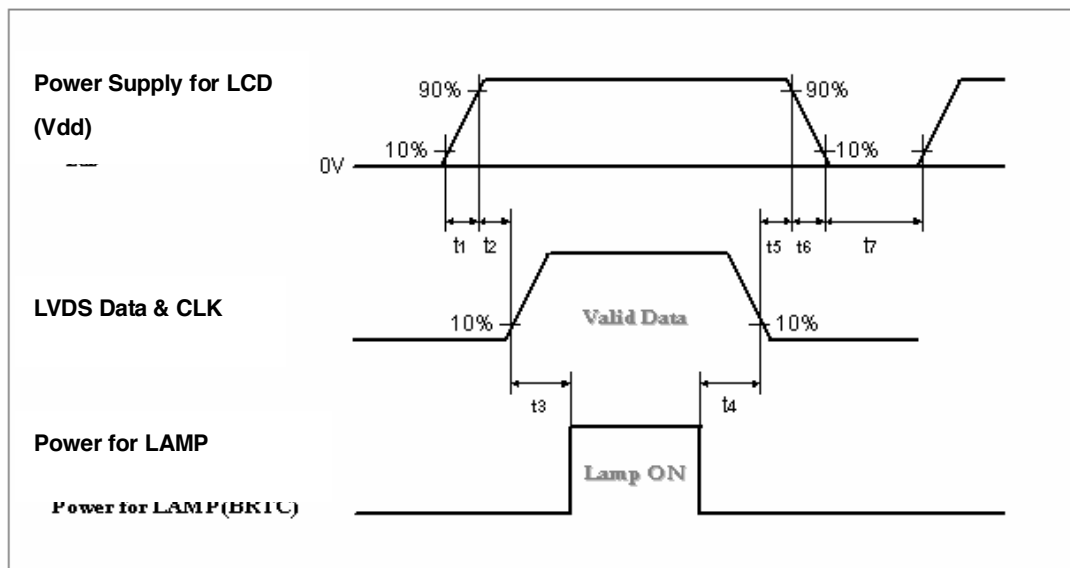 Power Supply for LCD
(Vdd)
90%
90%
10%
10%
0V
t1
t2
t5
t6
t7
LVDS Data & CLK
10%
Valid Data
10%
t3
t4
Power for LAMP
Lamp ON
Power for LAMP(BRTC)